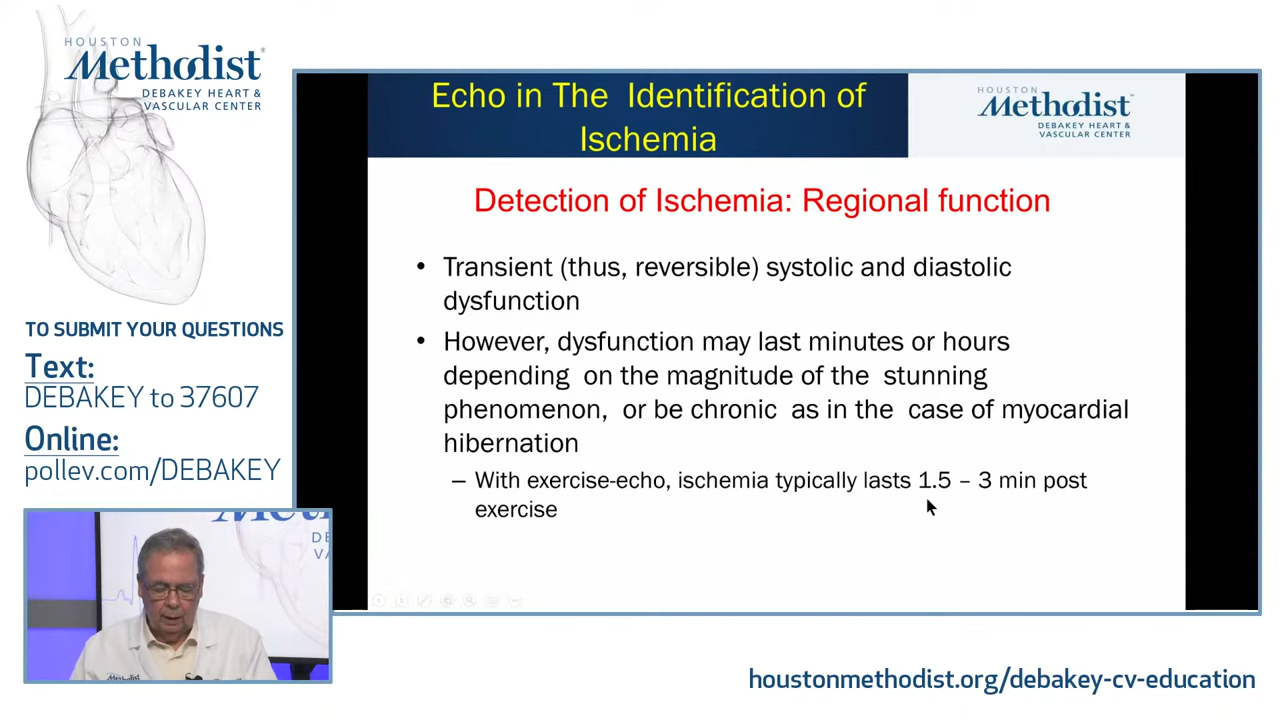 HOUSTON
Methodist
DEBAKEY HEART &
VASCULAR CENTER
TO SUBMIT YOUR QUESTIONS
Text:
DEBAKEY to 37607
Online:
pollev.com/DEBAKEY
Echo in The Identification of
Ischemia
HOUSTON
Methodist
DEBAKEY HEART &
VASCULAR CENTER
Detection of Ischemia: Regional function
• Transient (thus, reversible) systolic and diastolic
dysfunction
• However, dysfunction may last minutes or hours
depending on the magnitude of the stunning
phenomenon, or be chronic as in the case of myocardial
hibernation
– With exercise-echo, ischemia typically lasts 1.5 – 3 min post
exercise
houstonmethodist.org/debakey-cv-education